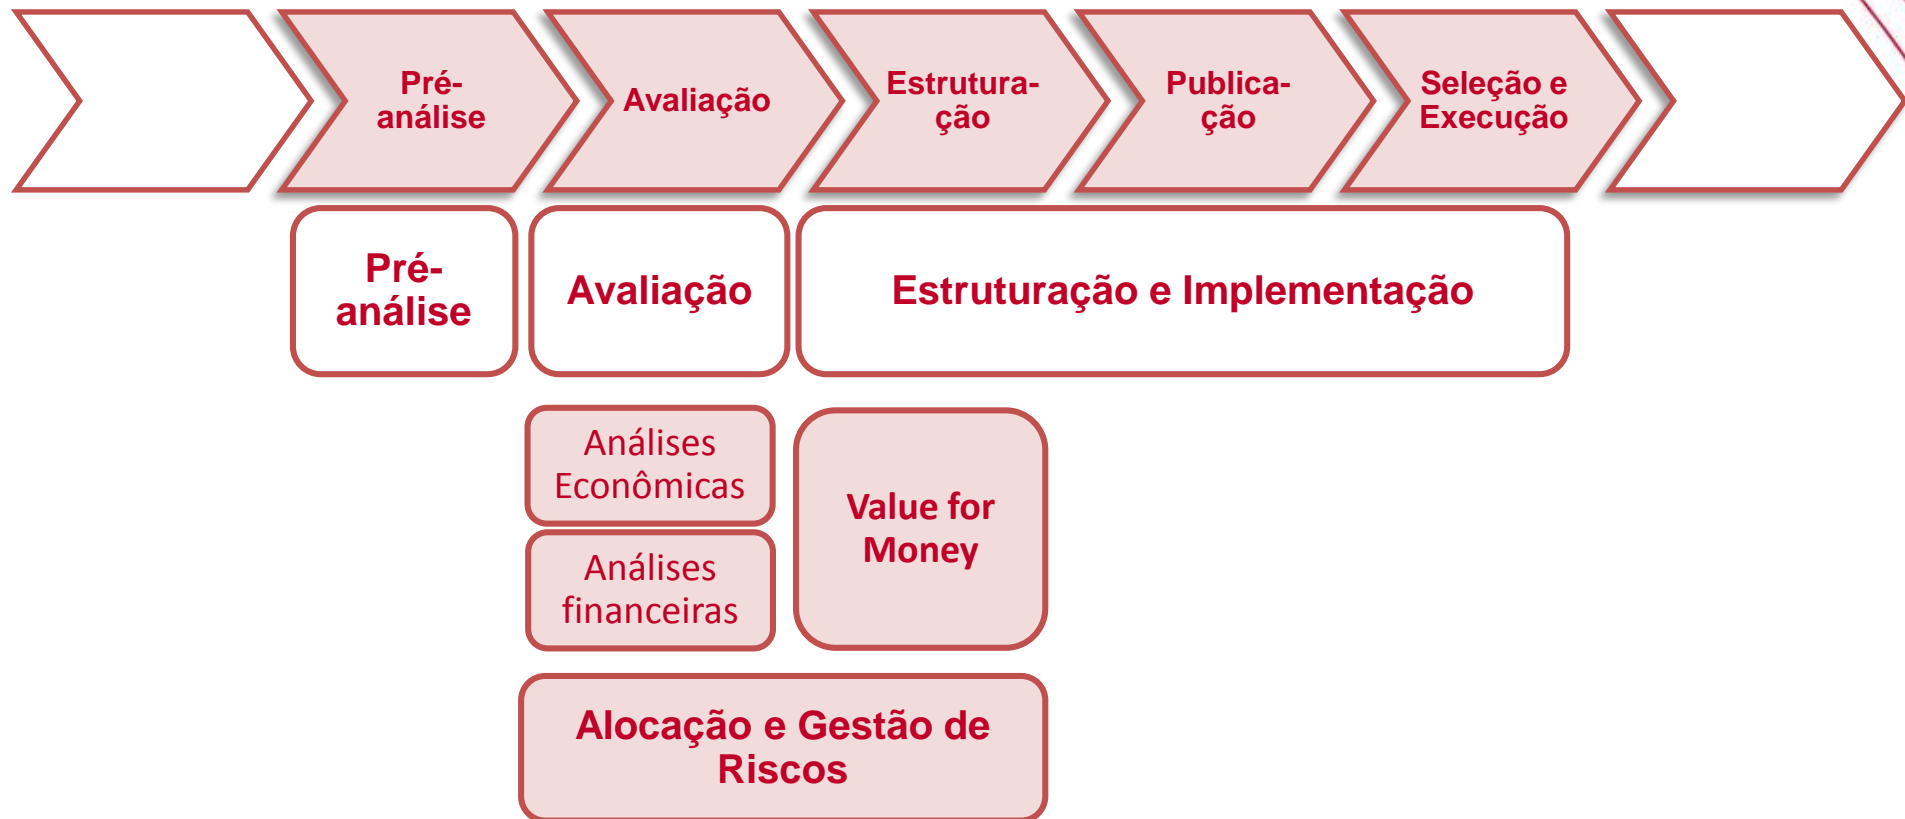 Pré-
análise
Avaliação
Estrutura-
ção
Publica-
ção
Seleção e
Execução
Pré-
análise
Avaliação
Estruturação e Implementação
Análises
Econômicas
Análises
financeiras
Value for
Money
Alocação e Gestão de
Riscos